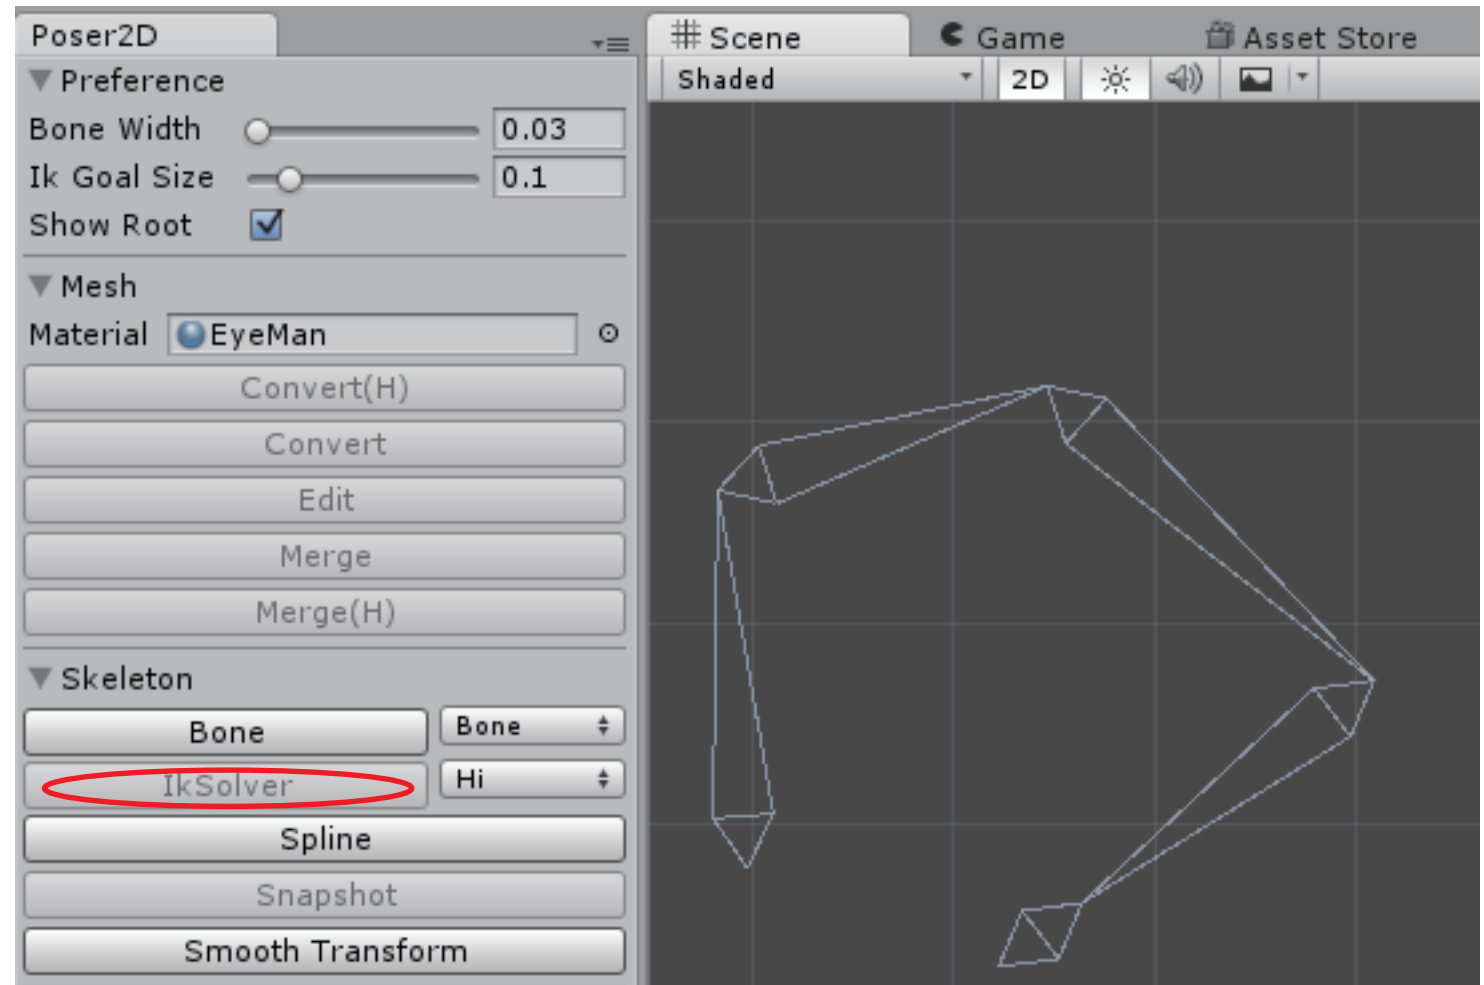 Poser2D
Preference
Bone Width 0.03
Ik Goal Size 0.1
Show Root
Mesh
Material EyeMan
Convert(H)
Convert
Edit
Merge
Merge(H)
Skeleton
Bone Bone
IkSolver Hi
Spline
Snapshot
Smooth Transform
Scene Game Asset Store
Shaded 2D